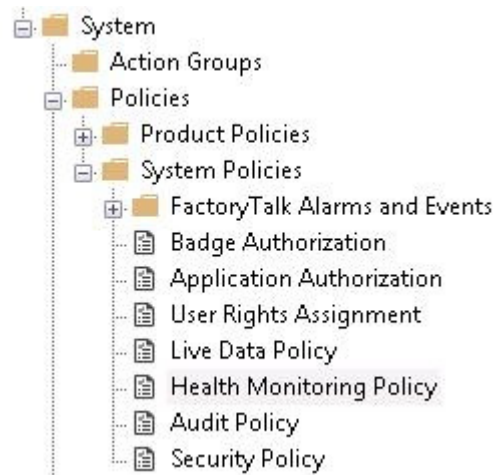 System
Action Groups
Policies
Product Policies
System Policies
FactoryTalk Alarms and Events
Badge Authorization
Application Authorization
User Rights Assignment
Live Data Policy
Health Monitoring Policy
Audit Policy
Security Policy